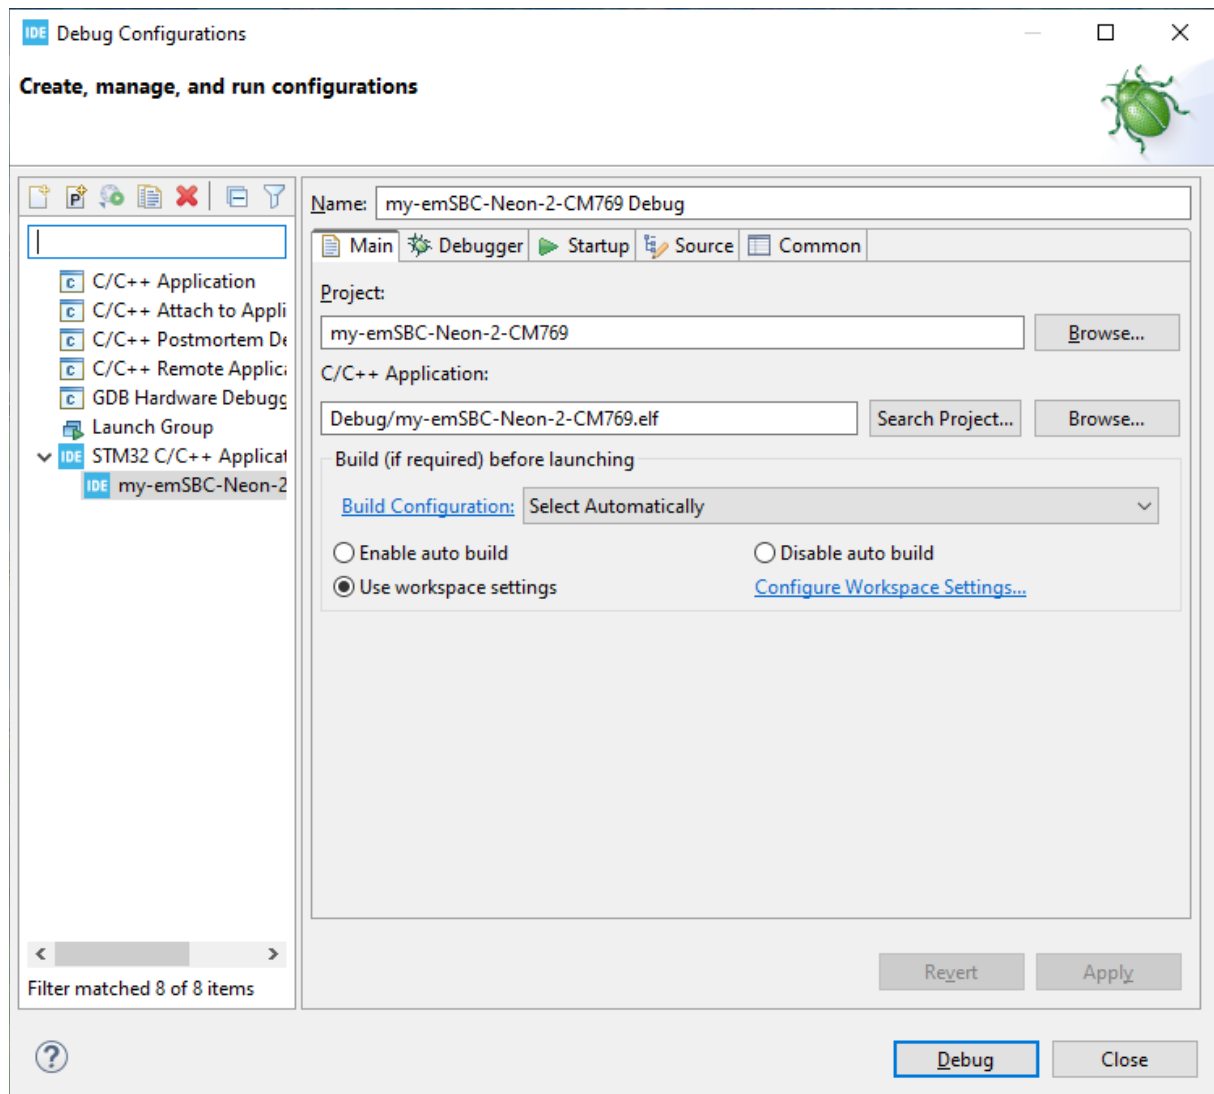 IDE Debug Configurations
Create, manage, and run configurations
P
Name: my-emSBC-Neon-2-CM769 Debug
Main Debugger Startup Source Common
c C/C++ Application
c C/C++ Attach to Appli
c C/C++ Postmortem De
c C/C++ Remote Applica
c GDB Hardware Debugg
Launch Group
IDE STM32 C/C++ Applicat
IDE my-emSBC-Neon-2
Filter matched 8 of 8 items
Project:
my-emSBC-Neon-2-CM769 Browse...
C/C++ Application:
Debug/my-emSBC-Neon-2-CM769.elf Search Project... Browse...
Build (if required) before launching
Build Configuration: Select Automatically
Enable auto build Disable auto build
Use workspace settings Configure Workspace Settings...
Revert Apply
? Debug Close